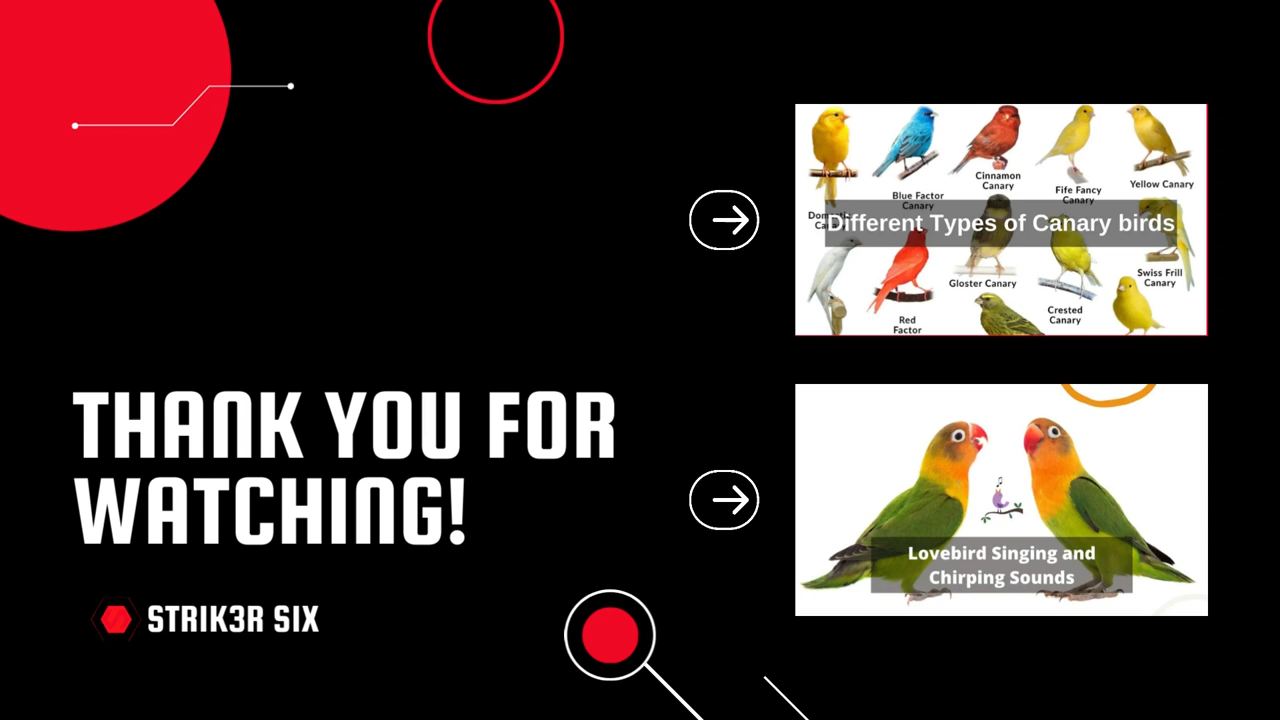 THANK YOU FOR
WATCHING!
STRIK3R SIX
Cinnamon
Canary
Blue Factor
Canary
Fife Fancy
Canary
Yellow Canary
Different Types of Canary birds
Gloster Canary
Swiss Frill
Canary
Red
Factor
Crested
Canary
Lovebird Singing and
Chirping Sounds